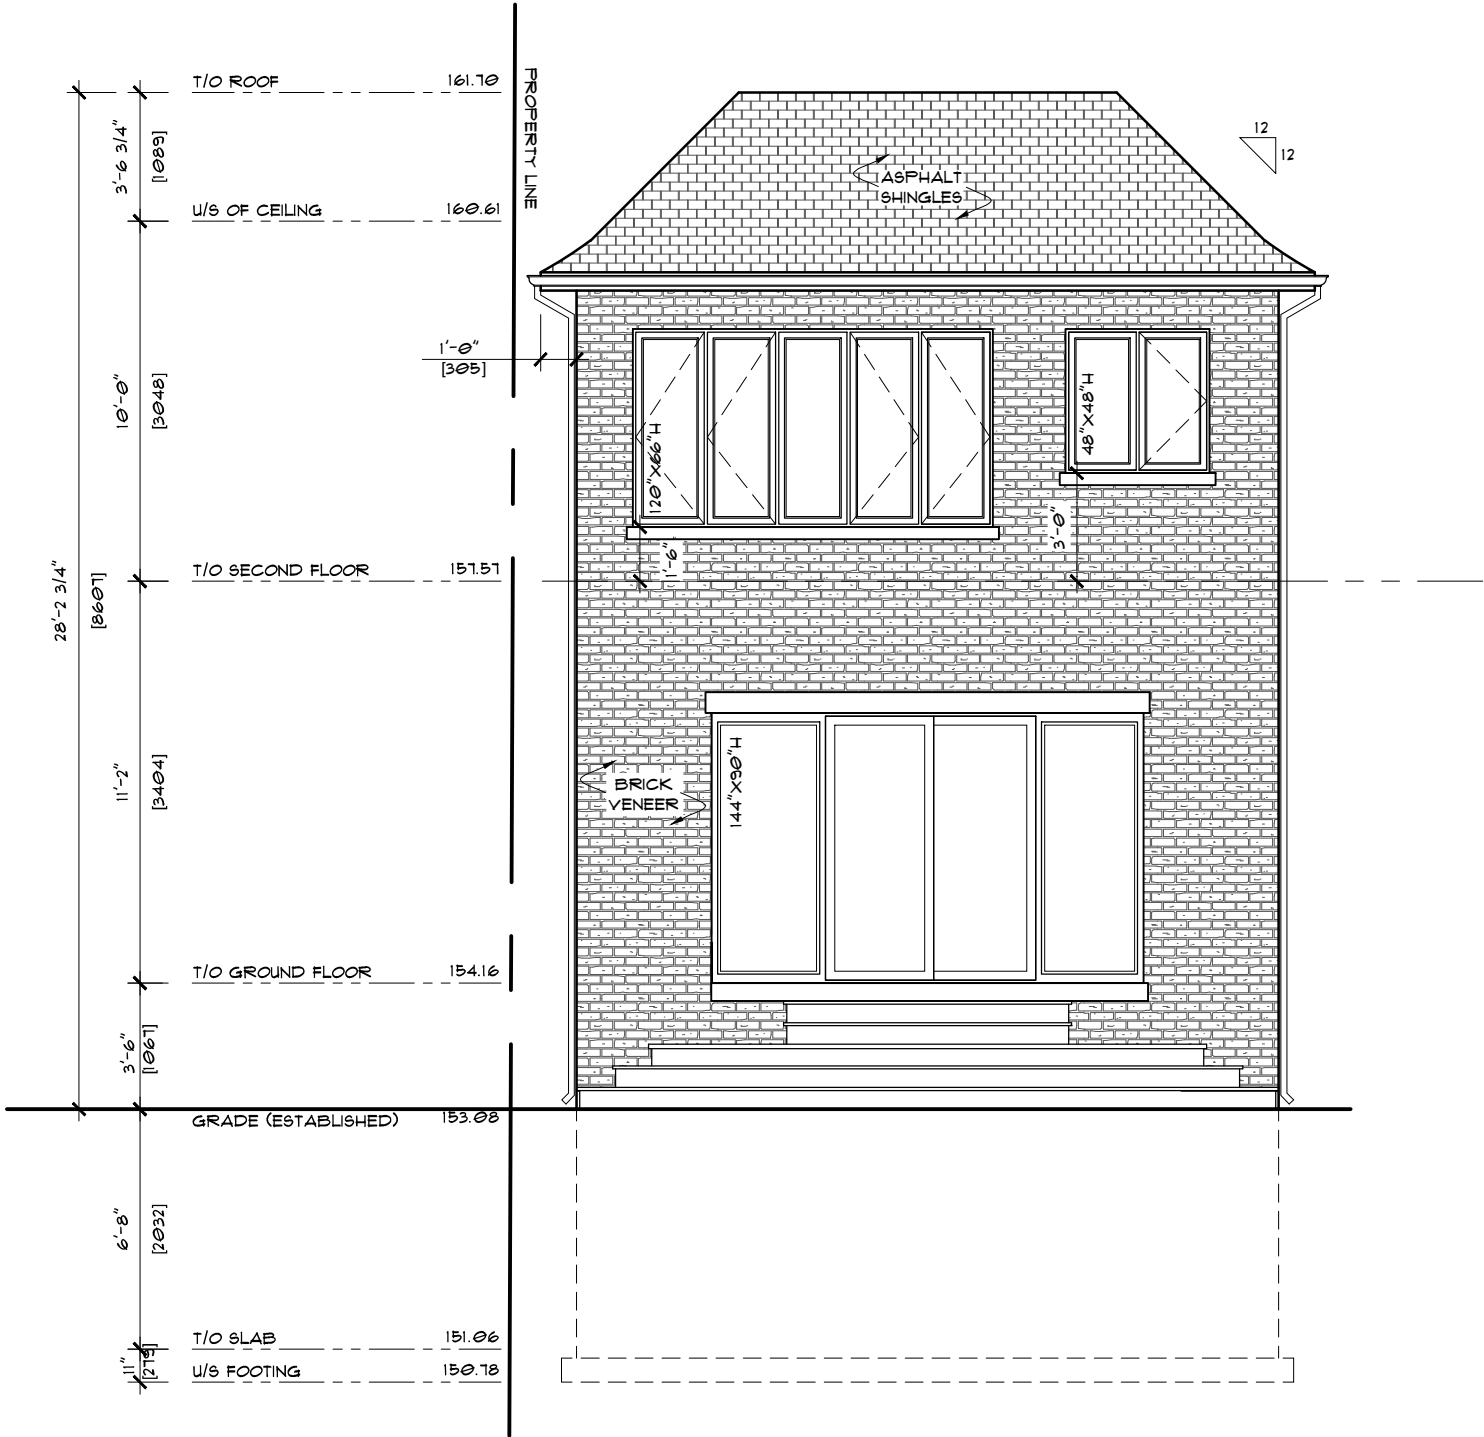 T/O ROOF 161.70
3'-6 3/4"
[1089]
U/S OF CEILING 160.61
PROPERTY LINE
12
12
ASPHALT
SHINGLES
1'-0"
[305]
10'-0"
[3048]
120"X66"H
48"X48"H
1'-6"
3'-0"
T/O SECOND FLOOR 157.57
28'-2 3/4"
[8607]
11'-2"
[3404]
BRICK
VENEER
144"X90"H
T/O GROUND FLOOR 154.16
3'-6"
[1067]
GRADE (ESTABLISHED) 153.08
6'-8"
[2032]
T/O SLAB 151.06
11"
[279]
U/S FOOTING 150.78